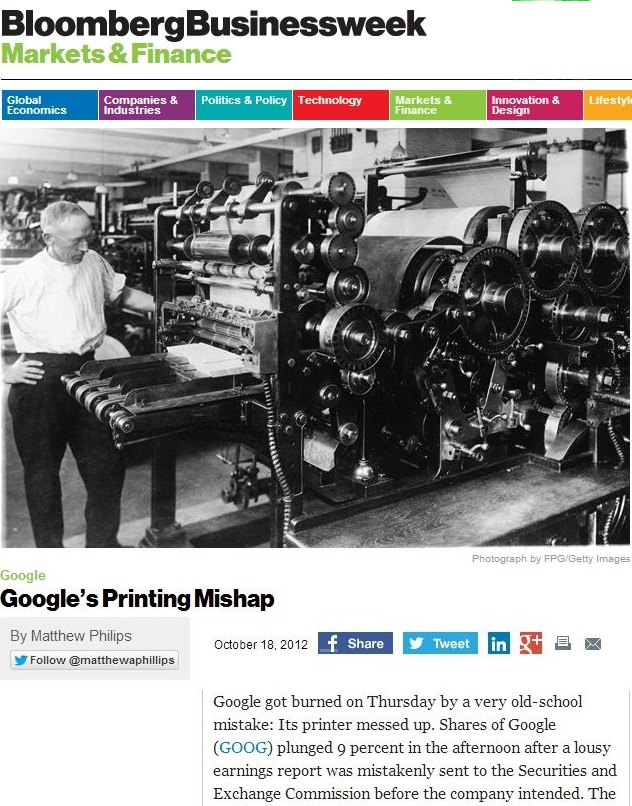 BloombergBusinessweek
Markets & Finance
Global Economics
Companies & Industries
Politics & Policy
Technology
Markets & Finance
Innovation & Design
Lifestyle
Photograph by FPG/Getty Images
Google
Google's Printing Mishap
By Matthew Philips
Follow @matthewaphillips
October 18, 2012
f Share
Tweet
in
g+
Google got burned on Thursday by a very old-school
mistake: Its printer messed up. Shares of Google
(GOOG) plunged 9 percent in the afternoon after a lousy
earnings report was mistakenly sent to the Securities and
Exchange Commission before the company intended. The